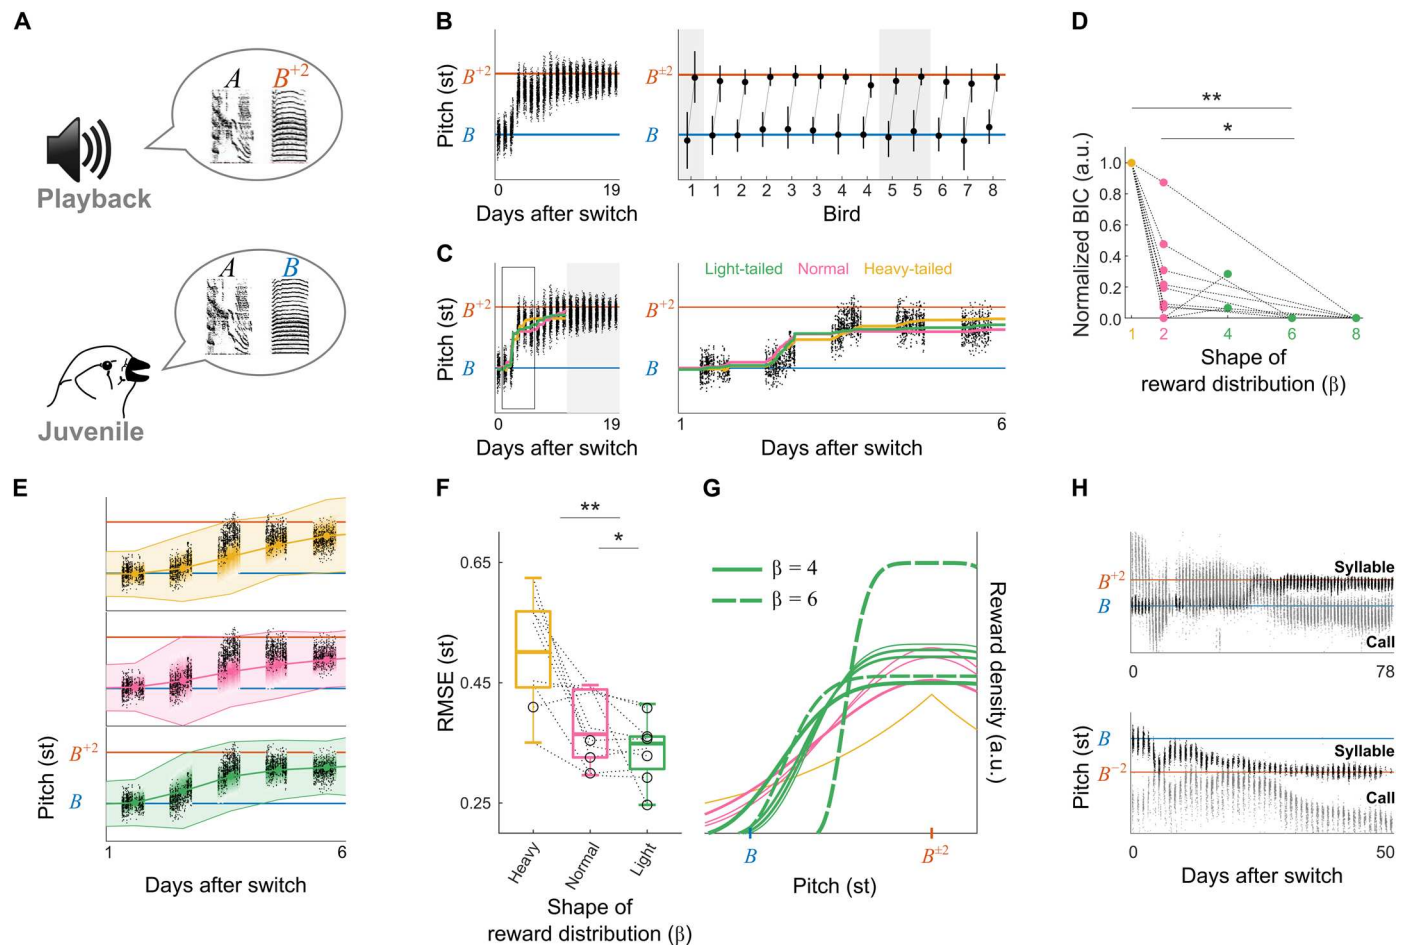 A
A B+2
Playback
A B
Juvenile
B
Pitch (st)
B+2
B
0 19
Days after switch
B±2
B
1 1 2 2 3 3 4 4 5 5 6 7 8
Bird
C
Pitch (st)
B+2
B
0 19
Days after switch
Light-tailed Normal Heavy-tailed
B+2
B
1 6
Days after switch
D
**
*
Normalized BIC (a.u.)
1.0
0.8
0.6
0.4
0.2
0.0
1 2 4 6 8
Shape of
reward distribution (β)
E
Pitch (st)
B+2
B
1 6
Days after switch
F
**
*
RMSE (st)
0.65
0.45
0.25
Heavy
Normal
Light
Shape of
reward distribution (β)
G
β = 4
β = 6
Reward density (a.u.)
B B±2
Pitch (st)
H
B+2
B
Syllable
Call
0 78
Pitch (st)
B
B−2
Syllable
Call
0 50
Days after switch